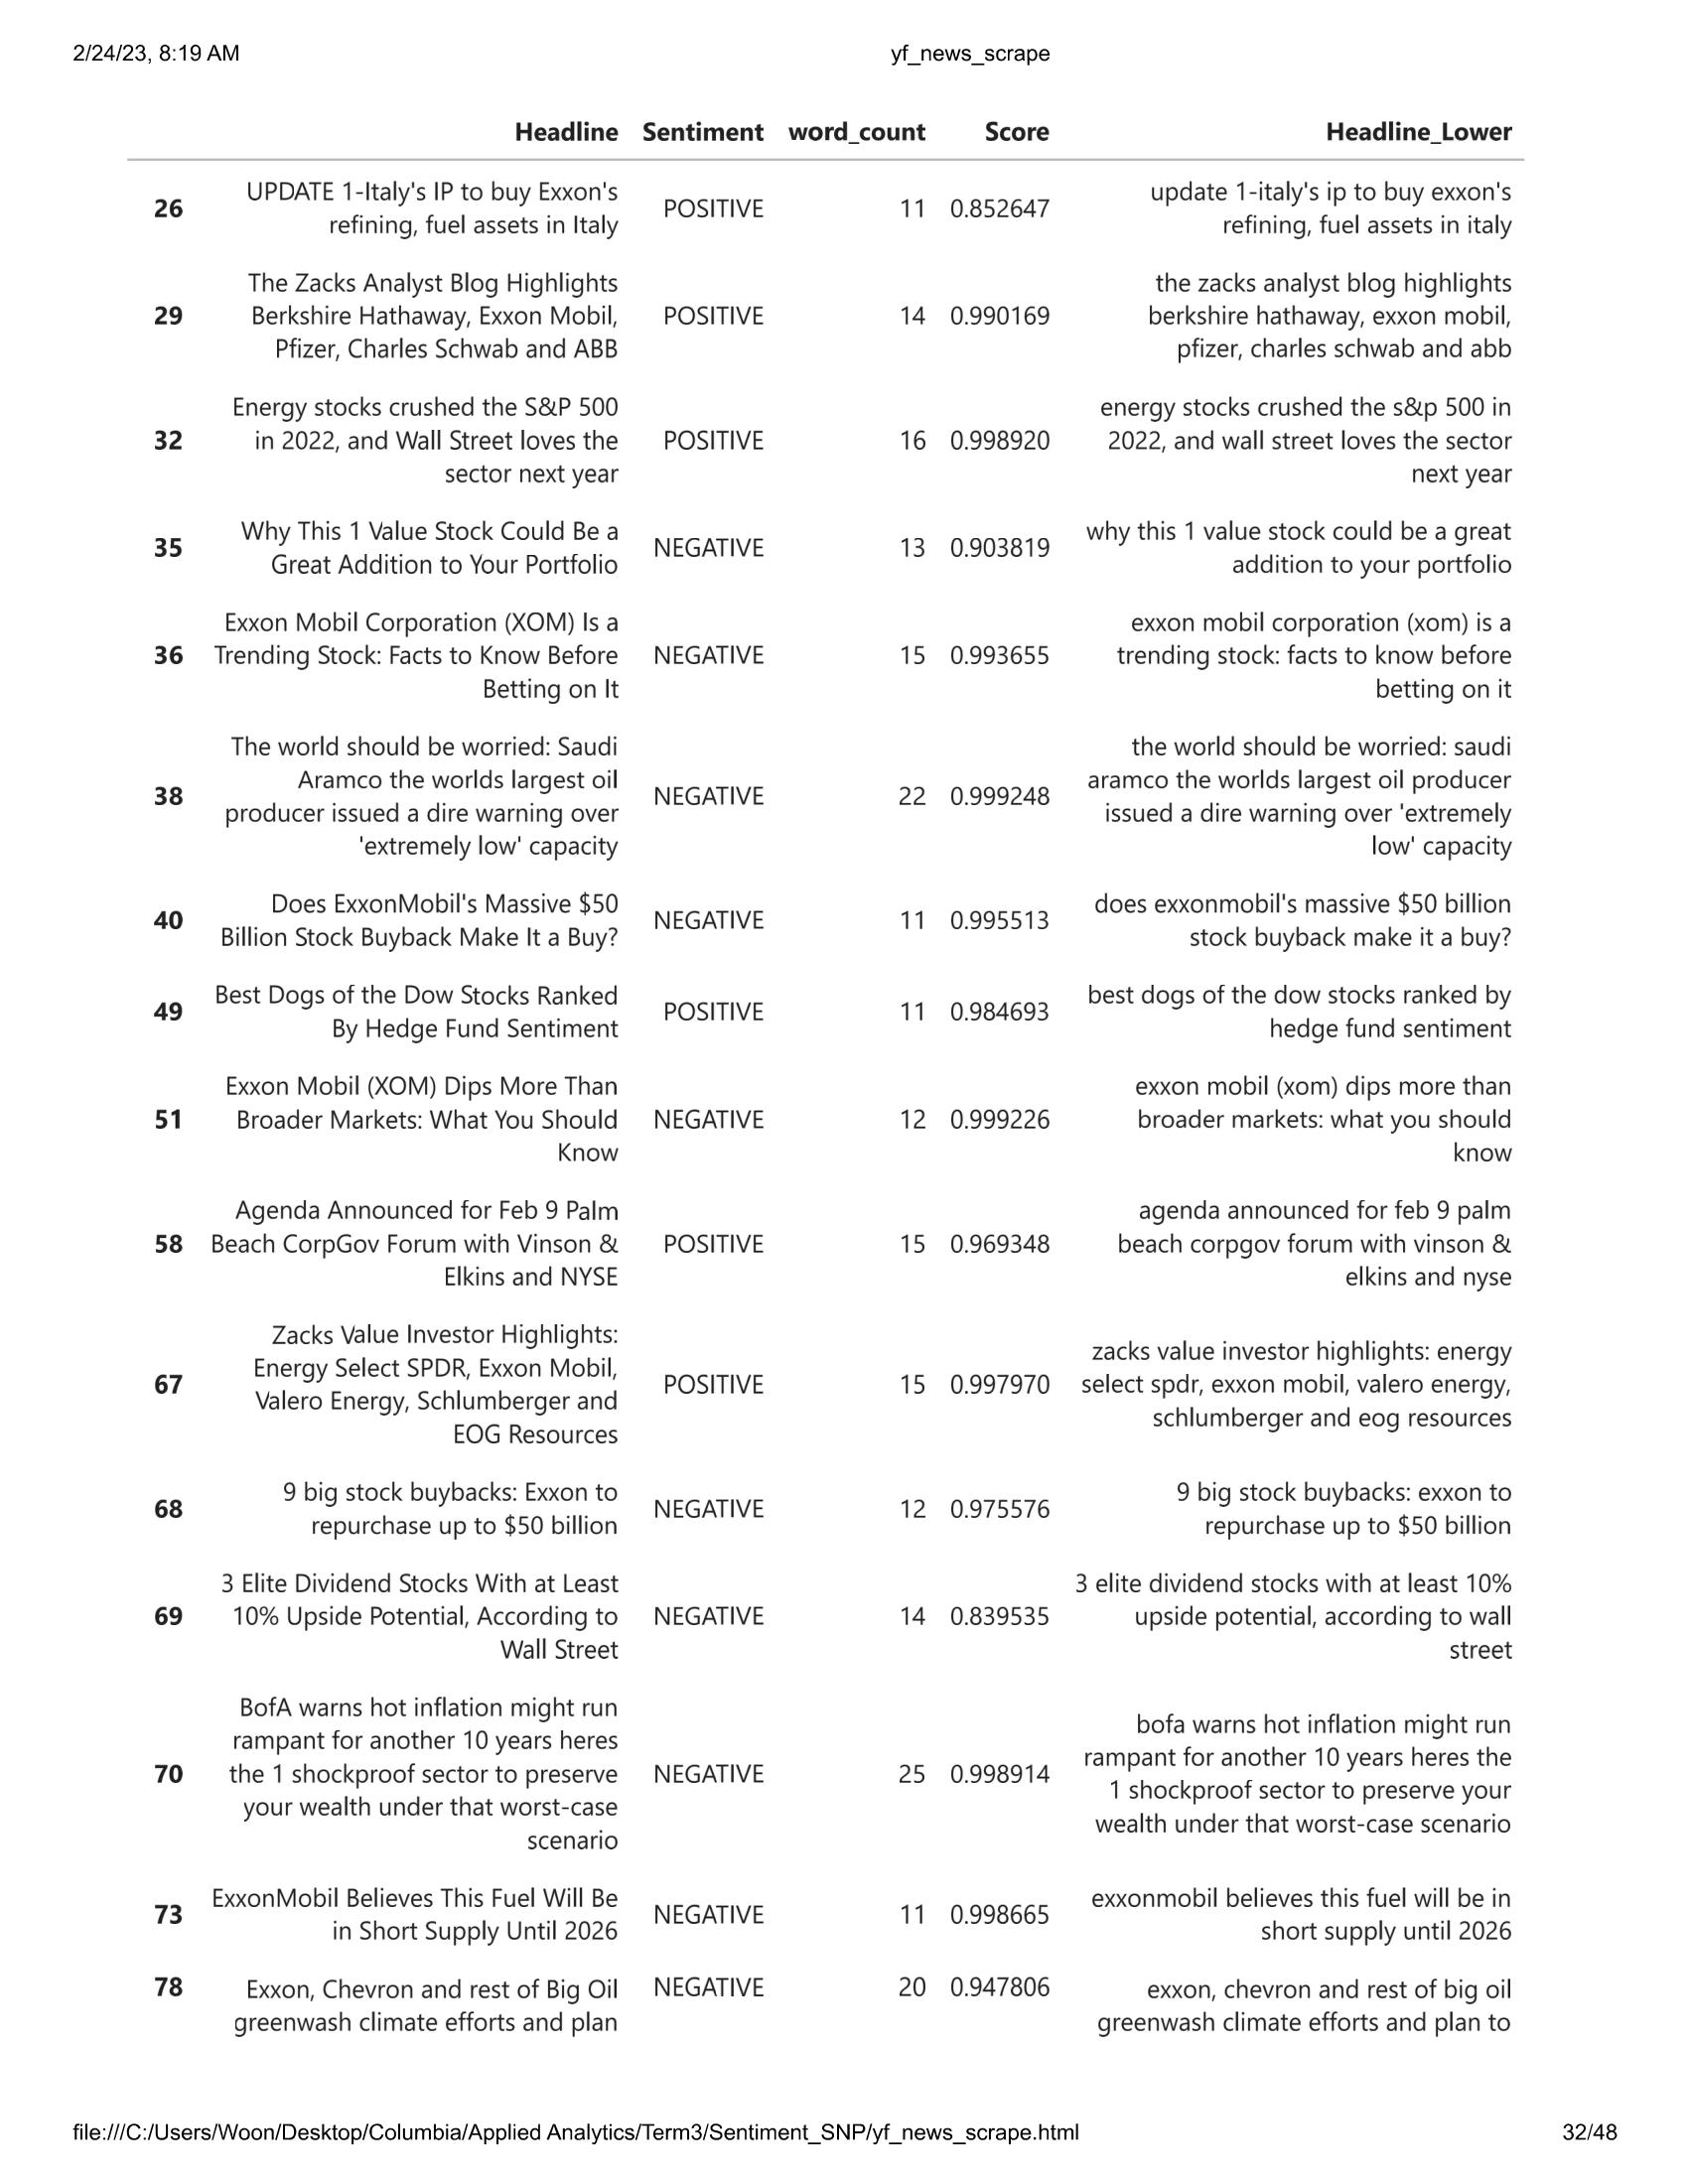 2/24/23, 8:19 AM yf_news_scrape
Headline Sentiment word_count Score Headline_Lower
26 UPDATE 1-Italy's IP to buy Exxon's refining, fuel assets in Italy POSITIVE 11 0.852647 update 1-italy's ip to buy exxon's refining, fuel assets in italy
29 The Zacks Analyst Blog Highlights Berkshire Hathaway, Exxon Mobil, Pfizer, Charles Schwab and ABB POSITIVE 14 0.990169 the zacks analyst blog highlights berkshire hathaway, exxon mobil, pfizer, charles schwab and abb
32 Energy stocks crushed the S&P 500 in 2022, and Wall Street loves the sector next year POSITIVE 16 0.998920 energy stocks crushed the s&p 500 in 2022, and wall street loves the sector next year
35 Why This 1 Value Stock Could Be a Great Addition to Your Portfolio NEGATIVE 13 0.903819 why this 1 value stock could be a great addition to your portfolio
36 Exxon Mobil Corporation (XOM) Is a Trending Stock: Facts to Know Before Betting on It NEGATIVE 15 0.993655 exxon mobil corporation (xom) is a trending stock: facts to know before betting on it
38 The world should be worried: Saudi Aramco the worlds largest oil producer issued a dire warning over 'extremely low' capacity NEGATIVE 22 0.999248 the world should be worried: saudi aramco the worlds largest oil producer issued a dire warning over 'extremely low' capacity
40 Does ExxonMobil's Massive $50 Billion Stock Buyback Make It a Buy? NEGATIVE 11 0.995513 does exxonmobil's massive $50 billion stock buyback make it a buy?
49 Best Dogs of the Dow Stocks Ranked By Hedge Fund Sentiment POSITIVE 11 0.984693 best dogs of the dow stocks ranked by hedge fund sentiment
51 Exxon Mobil (XOM) Dips More Than Broader Markets: What You Should Know NEGATIVE 12 0.999226 exxon mobil (xom) dips more than broader markets: what you should know
58 Agenda Announced for Feb 9 Palm Beach CorpGov Forum with Vinson & Elkins and NYSE POSITIVE 15 0.969348 agenda announced for feb 9 palm beach corpgov forum with vinson & elkins and nyse
67 Zacks Value Investor Highlights: Energy Select SPDR, Exxon Mobil, Valero Energy, Schlumberger and EOG Resources POSITIVE 15 0.997970 zacks value investor highlights: energy select spdr, exxon mobil, valero energy, schlumberger and eog resources
68 9 big stock buybacks: Exxon to repurchase up to $50 billion NEGATIVE 12 0.975576 9 big stock buybacks: exxon to repurchase up to $50 billion
69 3 Elite Dividend Stocks With at Least 10% Upside Potential, According to Wall Street NEGATIVE 14 0.839535 3 elite dividend stocks with at least 10% upside potential, according to wall street
70 BofA warns hot inflation might run rampant for another 10 years heres the 1 shockproof sector to preserve your wealth under that worst-case scenario NEGATIVE 25 0.998914 bofa warns hot inflation might run rampant for another 10 years heres the 1 shockproof sector to preserve your wealth under that worst-case scenario
73 ExxonMobil Believes This Fuel Will Be in Short Supply Until 2026 NEGATIVE 11 0.998665 exxonmobil believes this fuel will be in short supply until 2026
78 Exxon, Chevron and rest of Big Oil greenwash climate efforts and plan NEGATIVE 20 0.947806 exxon, chevron and rest of big oil greenwash climate efforts and plan to
file:///C:/Users/Woon/Desktop/Columbia/Applied Analytics/Term3/Sentiment_SNP/yf_news_scrape.html 32/48